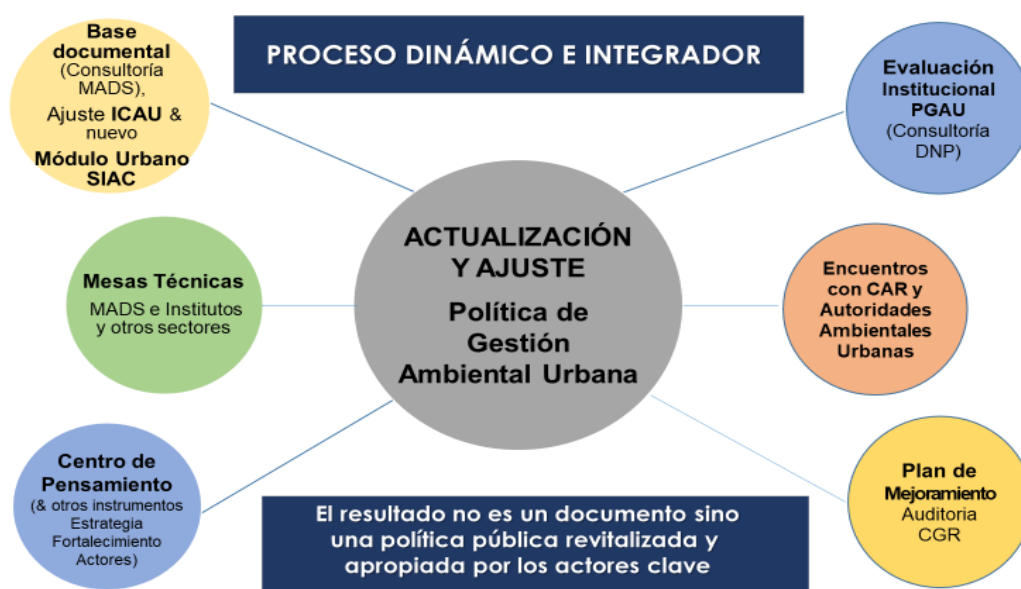 PROCESO DINÁMICO E INTEGRADOR
Base
documental
(Consultoría
MADS),
Ajuste ICAU &
nuevo
Módulo Urbano
SIAC
Evaluación
Institucional
PGAU
(Consultoría
DNP)
ACTUALIZACIÓN
Y AJUSTE
Política de
Gestión
Ambiental Urbana
Mesas Técnicas
MADS e Institutos
y otros sectores
Encuentros
con CAR y
Autoridades
Ambientales
Urbanas
Centro de
Pensamiento
(& otros instrumentos
Estrategia
Fortalecimiento
Actores)
Plan de
Mejoramiento
Auditoria
CGR
El resultado no es un documento sino
una política pública revitalizada y
apropiada por los actores clave